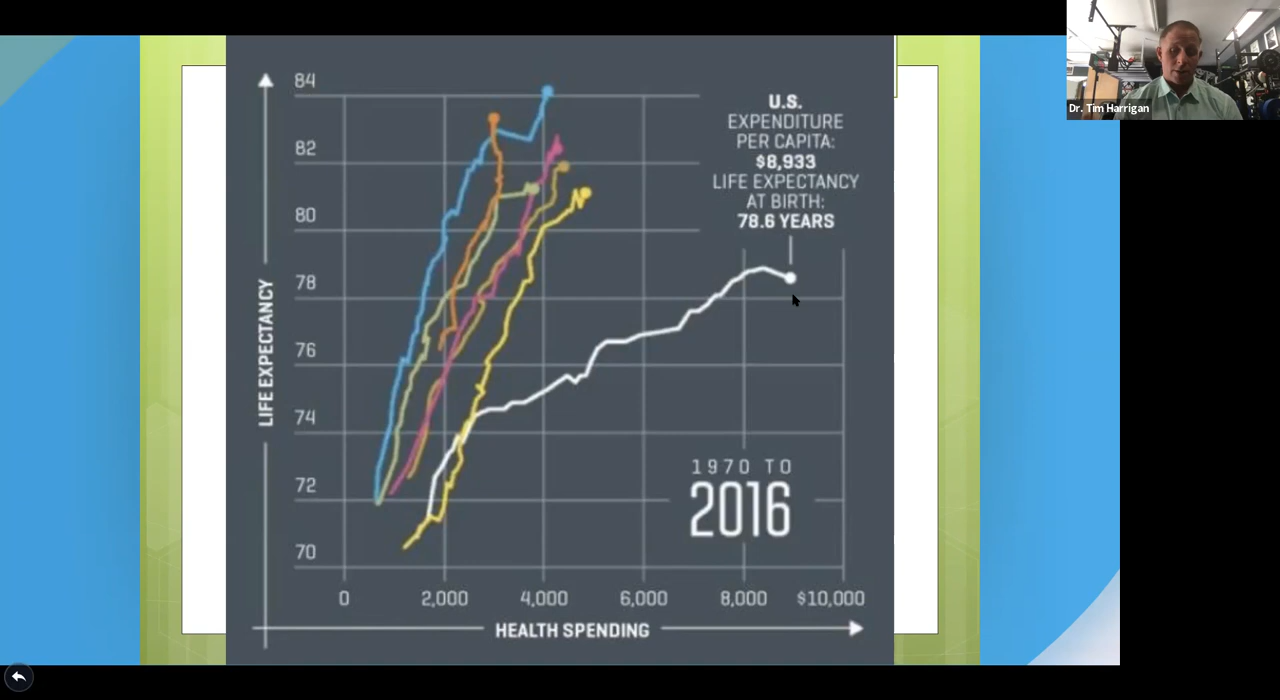 84
82
80
78
76
74
72
70
LIFE EXPECTANCY
U.S.
EXPENDITURE
PER CAPITA:
$8,933
LIFE EXPECTANCY
AT BIRTH:
78.6 YEARS
1970 TO
2016
0 2,000 4,000 6,000 8,000 $10,000
HEALTH SPENDING
Dr. Tim Harrigan